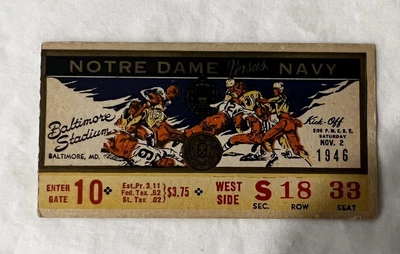 NOTRE DAME Versus NAVY
Baltimore
Stadium
BALTIMORE, MD.
Kick-Off
2:00 P.M. E.S.T.
SATURDAY
NOV. 2
1946
ENTER
GATE 10
Est. Pr. 3.11
Fed. Tax .62
St. Tax .02
$3.75
WEST
SIDE
S 18 33
SEC. ROW SEAT